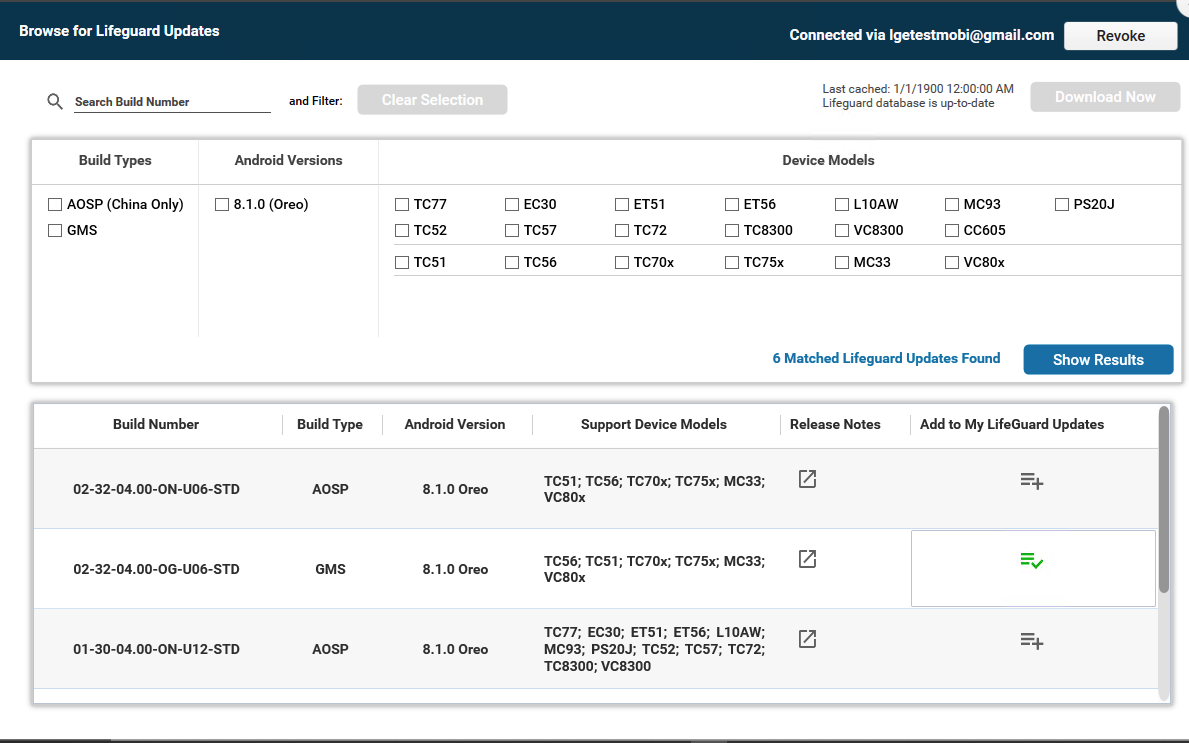 Browse for Lifeguard Updates
Connected via lgetestmobi@gmail.com
Revoke
Search Build Number
and Filter:
Clear Selection
Last cached: 1/1/1900 12:00:00 AM
Lifeguard database is up-to-date
Download Now
Build Types
Android Versions
Device Models
AOSP (China Only)
8.1.0 (Oreo)
TC77
EC30
ET51
ET56
L10AW
MC93
PS20J
GMS
TC52
TC57
TC72
TC8300
VC8300
CC605
TC51
TC56
TC70x
TC75x
MC33
VC80x
6 Matched Lifeguard Updates Found
Show Results
Build Number
Build Type
Android Version
Support Device Models
Release Notes
Add to My LifeGuard Updates
02-32-04.00-ON-U06-STD
AOSP
8.1.0 Oreo
TC51; TC56; TC70x; TC75x; MC33;
VC80x
02-32-04.00-OG-U06-STD
GMS
8.1.0 Oreo
TC56; TC51; TC70x; TC75x; MC33;
VC80x
01-30-04.00-ON-U12-STD
AOSP
8.1.0 Oreo
TC77; EC30; ET51; ET56; L10AW;
MC93; PS20J; TC52; TC57; TC72;
TC8300; VC8300